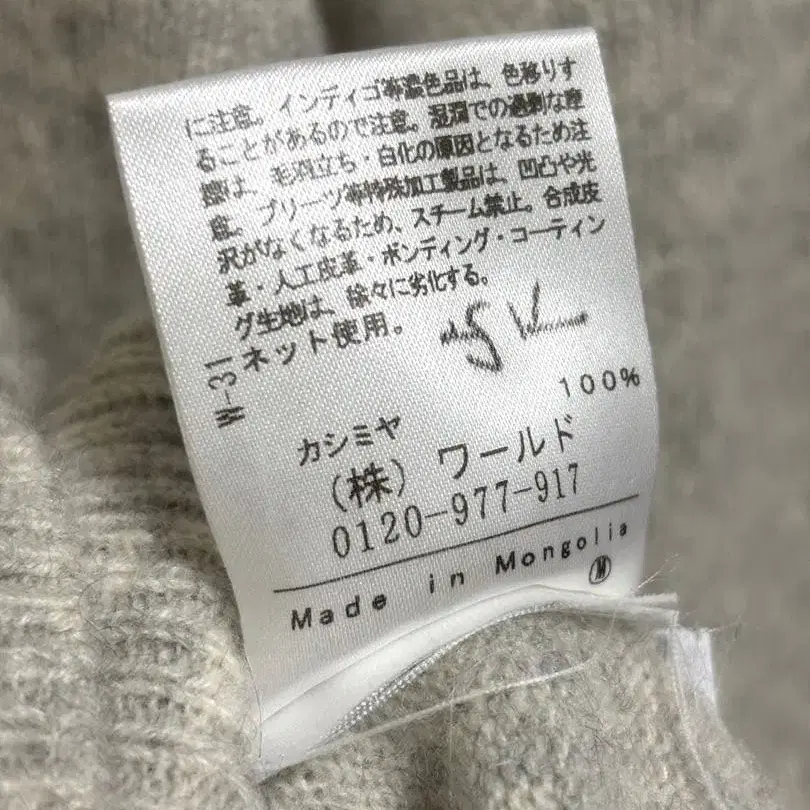 に注意。インディゴ等濃色品は、色移りす
ることがあるので注意。湿潤での過剰な摩
擦は、毛羽立ち・白化の原因となるため注
意。プリーツ等特殊加工製品は、凹凸や光
沢がなくなるため、スチーム禁止。合成皮
革・人工皮革・ボンディング・コーティン
グ生地は、徐々に劣化する。
ネット使用。
W-31
カシミヤ 100%
(株) ワールド
0120-977-917
Made in Mongolia
M